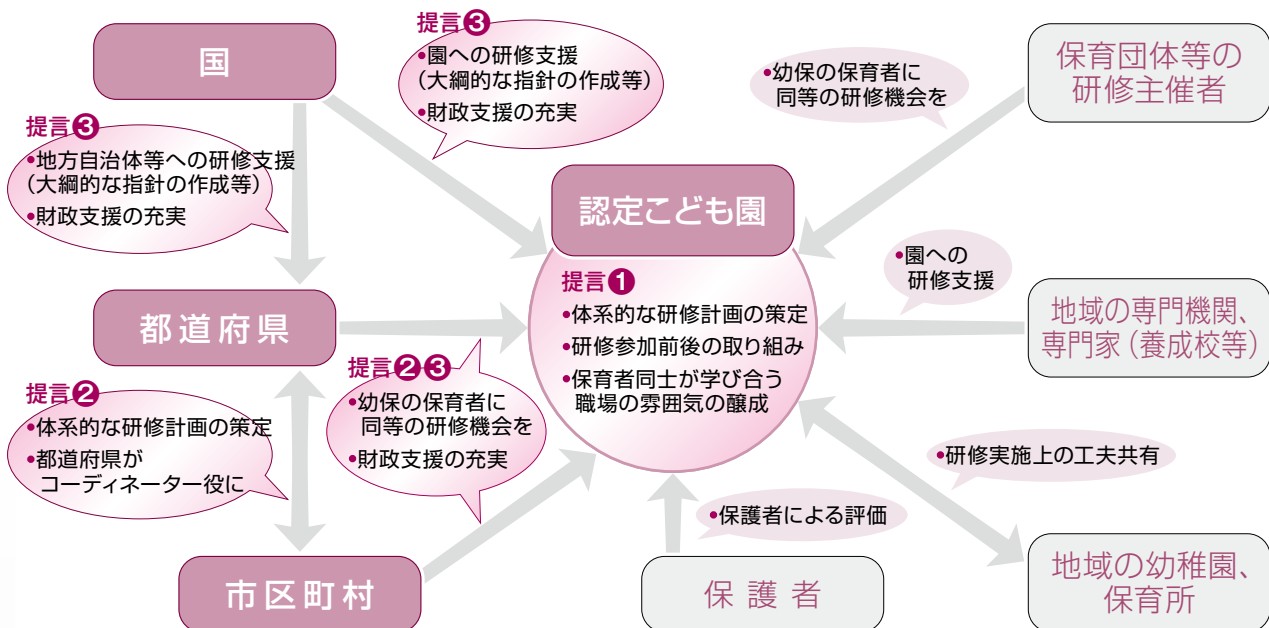 国
提言❸
•園への研修支援
(大綱的な指針の作成等)
•財政支援の充実
•幼保の保育者に
同等の研修機会を
保育団体等の
研修主催者
提言❸
•地方自治体等への研修支援
(大綱的な指針の作成等)
•財政支援の充実
認定こども園
提言❶
•体系的な研修計画の策定
•研修参加前後の取り組み
•保育者同士が学び合う
職場の雰囲気の醸成
•園への
研修支援
地域の専門機関、
専門家(養成校等)
都道府県
提言❷
•体系的な研修計画の策定
•都道府県が
コーディネーター役に
提言❷❸
•幼保の保育者に
同等の研修機会を
•財政支援の充実
•研修実施上の工夫共有
•保護者による評価
市区町村
保護者
地域の幼稚園、
保育所